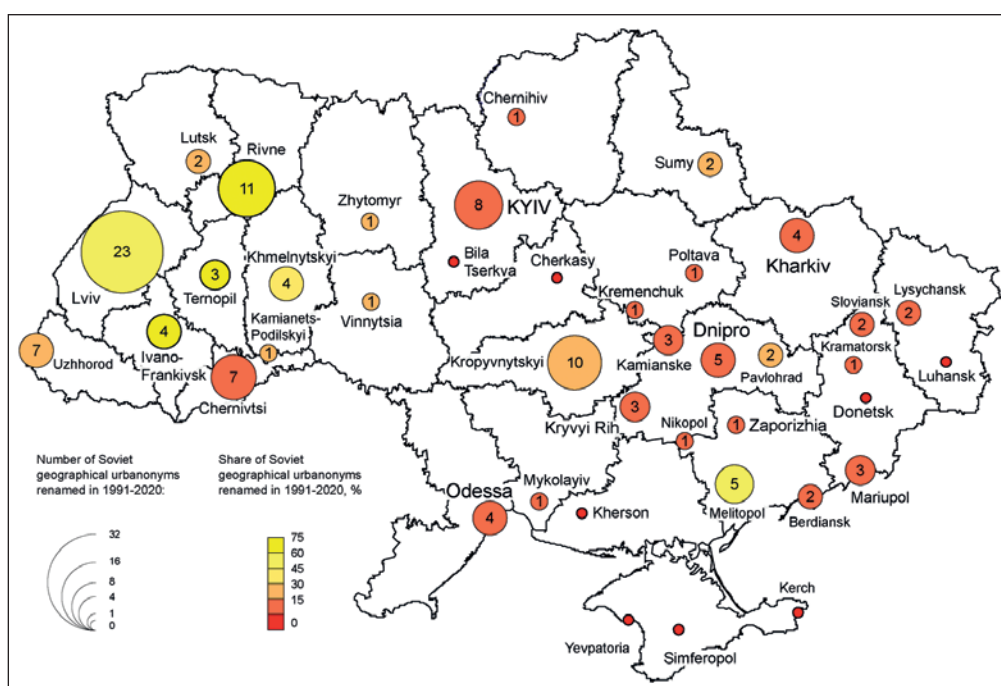 Chernihiv
1
Lutsk
2
Rivne
11
Sumy
2
Zhytomyr
1
8
KYIV
4
Kharkiv
23
Lviv
3
Ternopil
Khmelnytskyi
4
Bila
Tserkva
Cherkasy
Poltava
1
Lysychansk
2
Kamianets-
Podilskyi
1
Vinnytsia
1
Kremenchuk
1
Sloviansk
2
4
Ivano-
Frankivsk
7
Uzhhorod
7
Chernivtsi
Kropyvnytskyi
10
3
Kamianske
Dnipro
5
2
Pavlohrad
Kramatorsk
1
Luhansk
Donetsk
3
Kryvyi Rih
Nikopol
1
1
Zaporizhia
3
Mariupol
Mykolayiv
1
Odessa
4
Kherson
5
Melitopol
2
Berdiansk
Kerch
Yevpatoria
Simferopol
Number of Soviet
geographical urbanonyms
renamed in 1991-2020:
32
16
8
4
1
0
Share of Soviet
geographical urbanonyms
renamed in 1991-2020, %
75
60
45
30
15
0